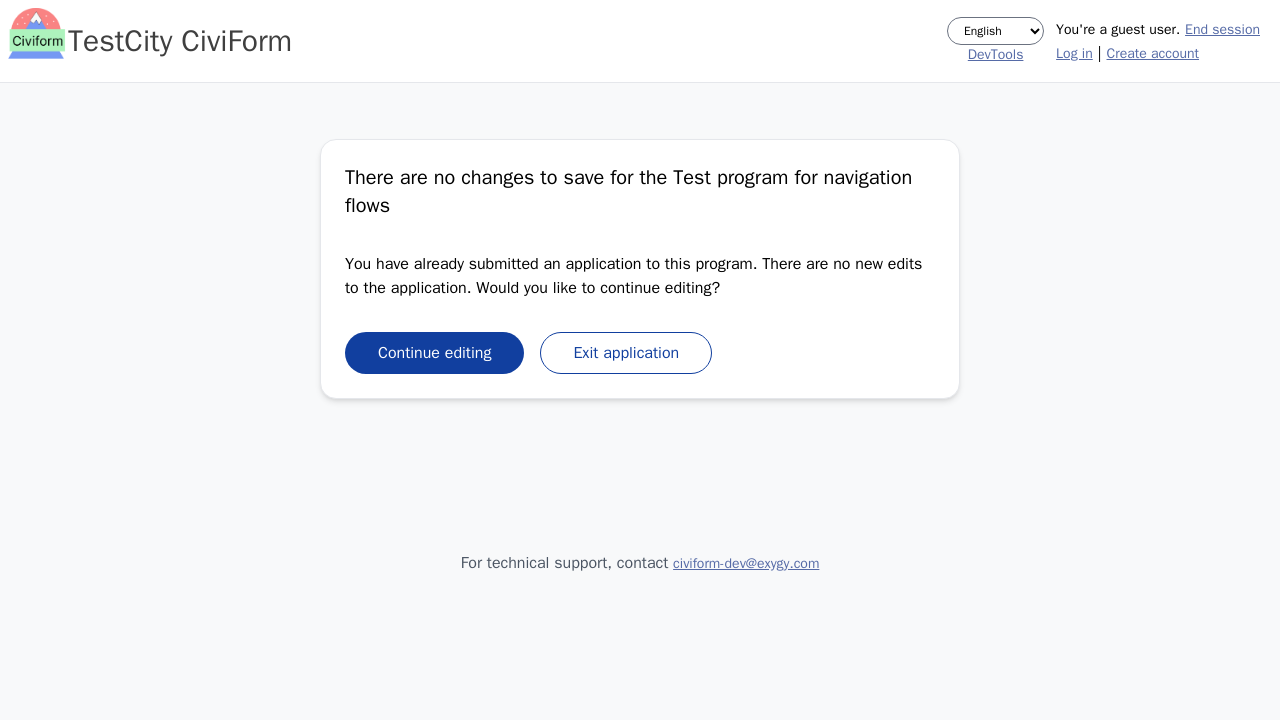 Civiform
TestCity CiviForm
English
DevTools
You're a guest user. End session
Log in | Create account
There are no changes to save for the Test program for navigation
flows
You have already submitted an application to this program. There are no new edits
to the application. Would you like to continue editing?
Continue editing
Exit application
For technical support, contact civiform-dev@exygy.com